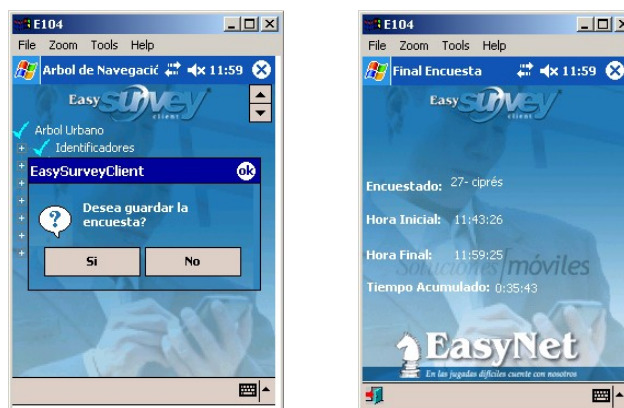 E104
File Zoom Tools Help
Arbol de Navegacić 11:59
Easy Survey
client
Arbol Urbano
Identificadores
EasySurveyClient ok
Desea guardar la
encuesta?
Si No
E104
File Zoom Tools Help
Final Encuesta 11:59
Easy Survey
client
Encuestado: 27- ciprés
Hora Inicial: 11:43:26
Hora Final: 11:59:25
Soluciones móviles
Tiempo Acumulado: 0:35:43
EasyNet
En las jugadas difíciles cuente con nosotros